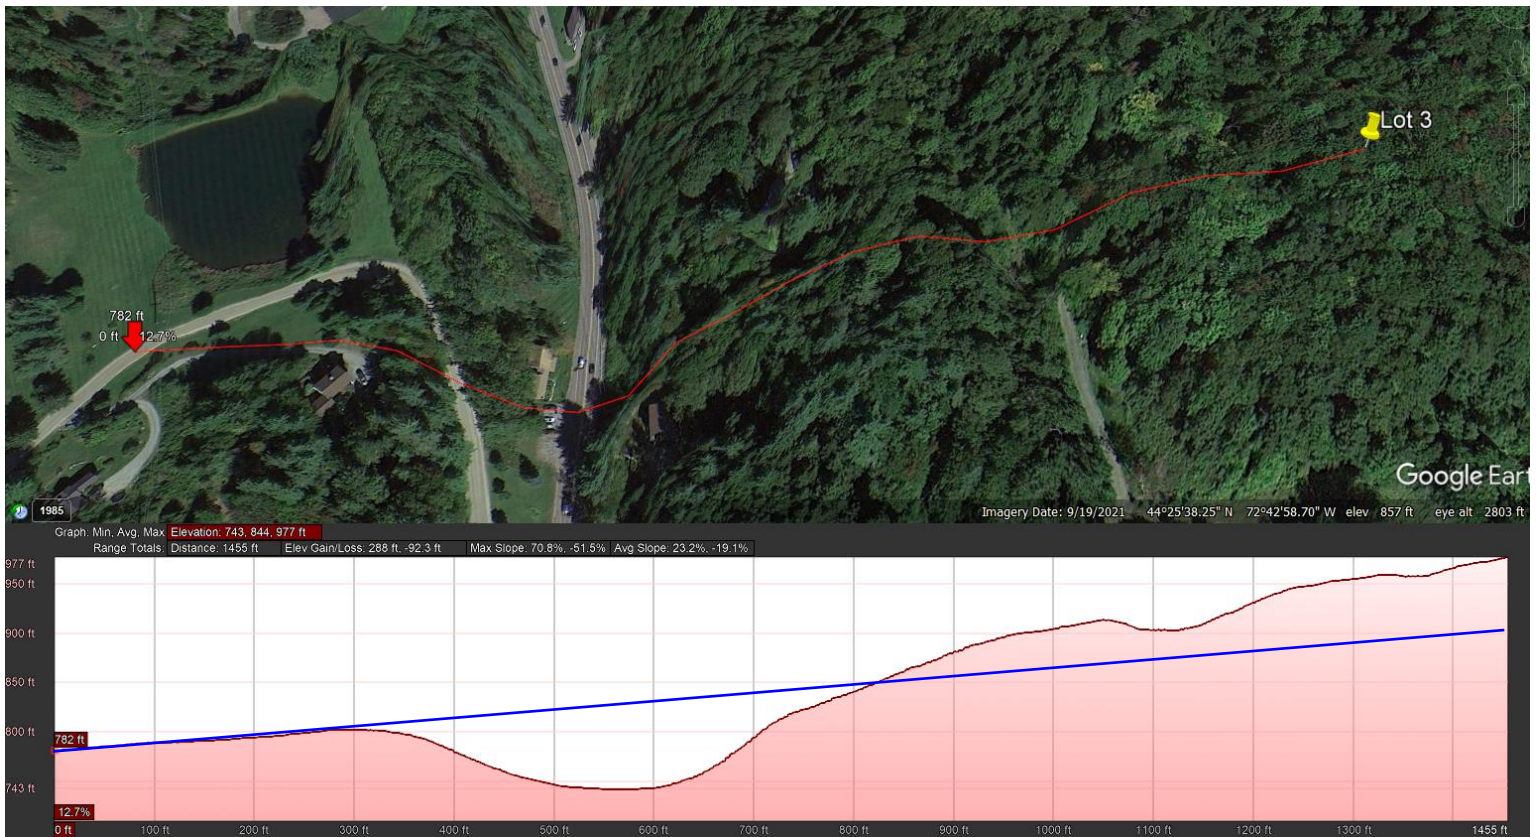 Lot 3
782 ft
0 ft 12.7%
Google Eart
1985
Imagery Date: 9/19/2021 44°25'38.25" N 72°42'58.70" W elev 857 ft eye alt 2803 ft
Graph: Min, Avg, Max Elevation: 743, 844, 977 ft
Range Totals: Distance: 1455 ft Elev Gain/Loss: 288 ft, -92.3 ft Max Slope: 70.8%, -51.5% Avg Slope: 23.2%, -19.1%
977 ft
950 ft
900 ft
850 ft
800 ft
782 ft
743 ft
12.7%
0 ft 100 ft 200 ft 300 ft 400 ft 500 ft 600 ft 700 ft 800 ft 900 ft 1000 ft 1100 ft 1200 ft 1300 ft 1455 ft